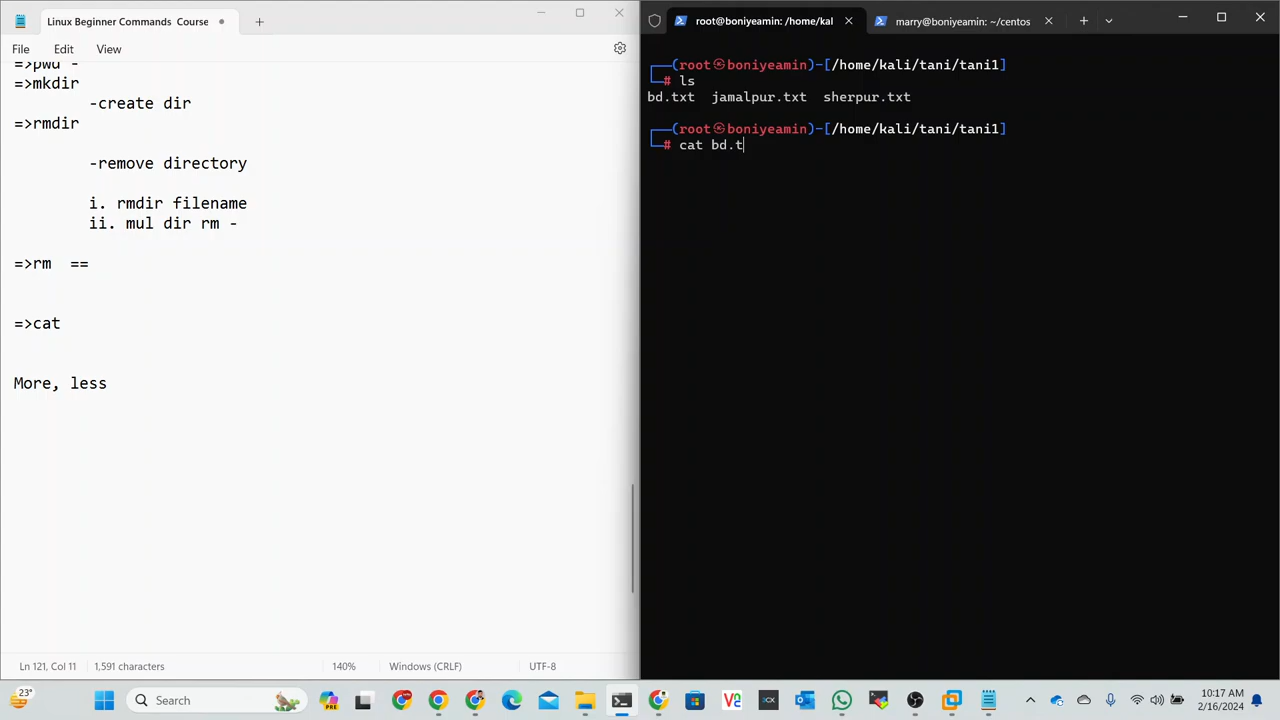 Linux Beginner Commands Course
File Edit View
=>pwd -
=>mkdir
-create dir
=>rmdir
-remove directory
i. rmdir filename
ii. mul dir rm -
=>rm ==
=>cat
More, less
Ln 121, Col 11 1,591 characters 140% Windows (CRLF) UTF-8
root@boniyeamin: /home/kal marry@boniyeamin: ~/centos
(root㉿boniyeamin)-[/home/kali/tani/tani1]
# ls
bd.txt jamalpur.txt sherpur.txt
(root㉿boniyeamin)-[/home/kali/tani/tani1]
# cat bd.t
23°
Search
10:17 AM
2/16/2024